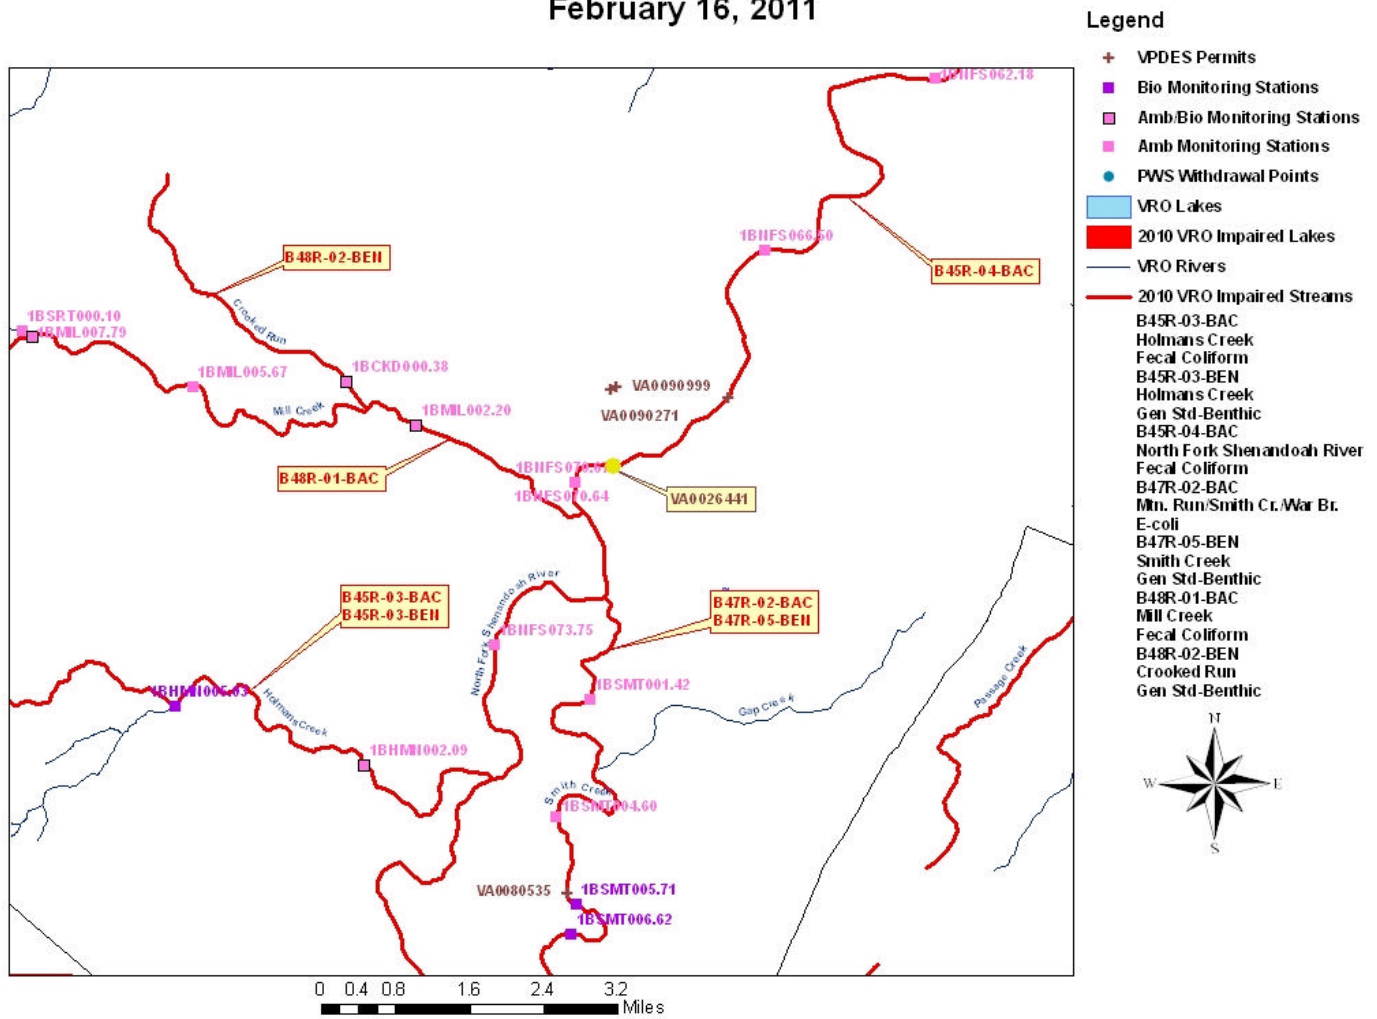 February 16, 2011
Legend
VPDES Permits
Bio Monitoring Stations
Amb/Bio Monitoring Stations
Amb Monitoring Stations
PWS Withdrawal Points
VRO Lakes
2010 VRO Impaired Lakes
VRO Rivers
2010 VRO Impaired Streams
B45R-03-BAC
Holmans Creek
Fecal Coliform
B45R-03-BEN
Holmans Creek
Gen Std-Benthic
B45R-04-BAC
North Fork Shenandoah River
Fecal Coliform
B47R-02-BAC
Mtn. Run/Smith Cr./War Br.
E-coli
B47R-05-BEN
Smith Creek
Gen Std-Benthic
B48R-01-BAC
Mill Creek
Fecal Coliform
B48R-02-BEN
Crooked Run
Gen Std-Benthic
N
W E
S
1BNFS062.18
1BNFS066.50
B48R-02-BEN
B45R-04-BAC
Crooked Run
1BSRT000.10
1BMIL007.79
1BCKD000.38
1BMIL005.67
VA0090999
Mill Creek
1BMIL002.20
VA0090271
B48R-01-BAC
1BNFS070.64
VA0026441
North Fork Shenandoah River
B45R-03-BAC
B45R-03-BEN
B47R-02-BAC
B47R-05-BEN
1BNFS073.75
1BSMT001.42
Passage Creek
Holmans Creek
Gap Creek
1BHMN002.09
Smith Creek
1BSMT004.60
VA0080535
1BSMT005.71
1BSMT006.62
0 0.4 0.8 1.6 2.4 3.2
Miles